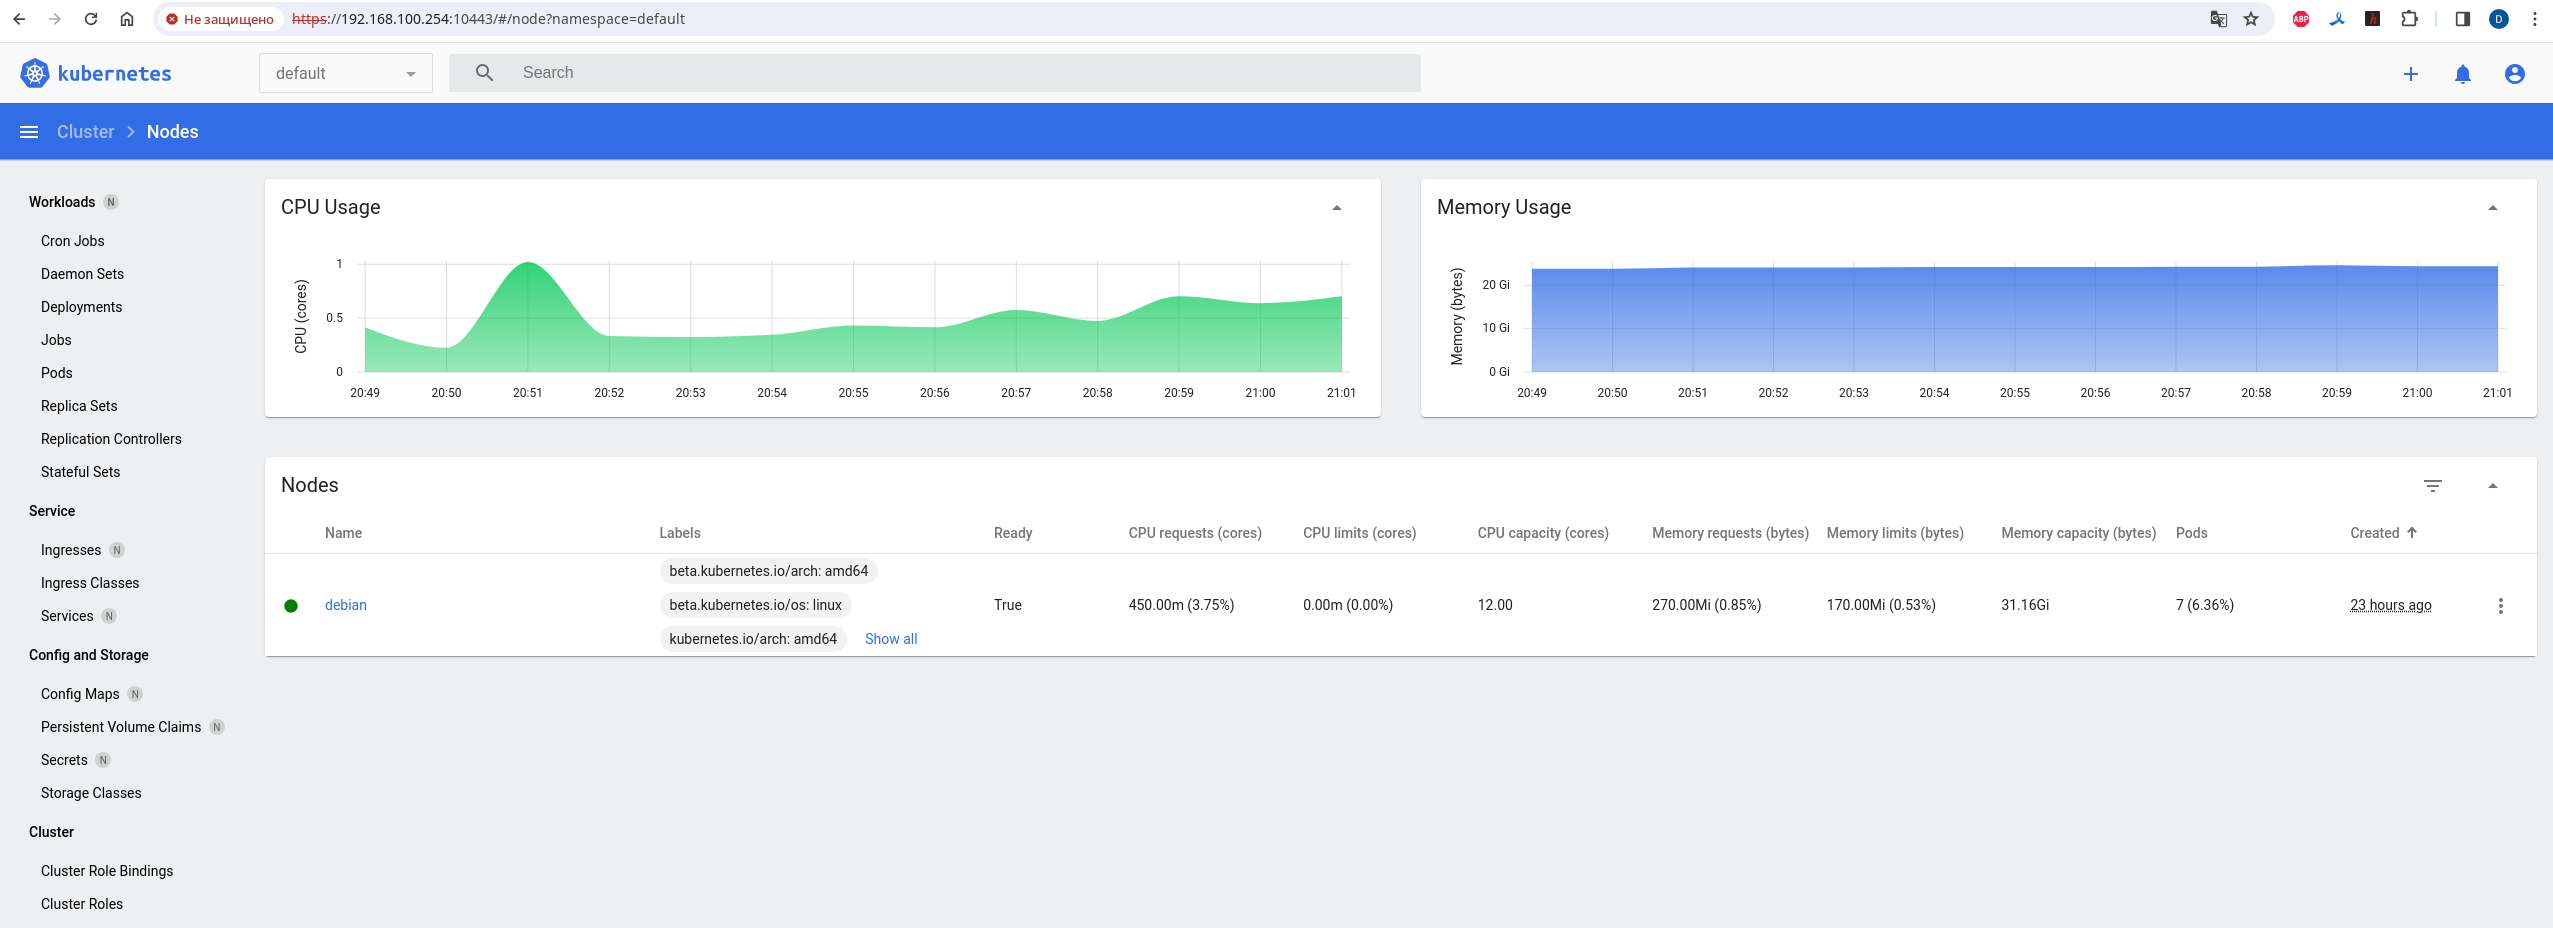 Не защищено https://192.168.100.254:10443/#/node?namespace=default
ABP
h
D
kubernetes
default
Search
Cluster > Nodes
Workloads N
Cron Jobs
Daemon Sets
Deployments
Jobs
Pods
Replica Sets
Replication Controllers
Stateful Sets
Service
Ingresses N
Ingress Classes
Services N
Config and Storage
Config Maps N
Persistent Volume Claims N
Secrets N
Storage Classes
Cluster
Cluster Role Bindings
Cluster Roles
CPU Usage
CPU (cores)
1
0.5
0
20:49 20:50 20:51 20:52 20:53 20:54 20:55 20:56 20:57 20:58 20:59 21:00 21:01
Memory Usage
Memory (bytes)
20 Gi
10 Gi
0 Gi
20:49 20:50 20:51 20:52 20:53 20:54 20:55 20:56 20:57 20:58 20:59 21:00 21:01
Nodes
Name Labels Ready CPU requests (cores) CPU limits (cores) CPU capacity (cores) Memory requests (bytes) Memory limits (bytes) Memory capacity (bytes) Pods Created
beta.kubernetes.io/arch: amd64
debian beta.kubernetes.io/os: linux True 450.00m (3.75%) 0.00m (0.00%) 12.00 270.00Mi (0.85%) 170.00Mi (0.53%) 31.16Gi 7 (6.36%) 23 hours ago
kubernetes.io/arch: amd64 Show all